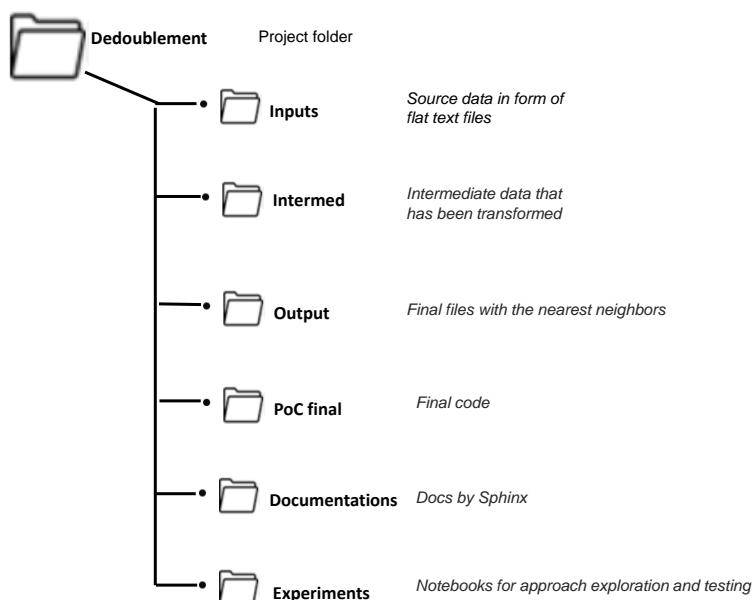 Dedoublement Project folder
Inputs Source data in form of
flat text files
Intermed Intermediate data that
has been transformed
Output Final files with the nearest neighbors
PoC final Final code
Documentations Docs by Sphinx
Experiments Notebooks for approach exploration and testing